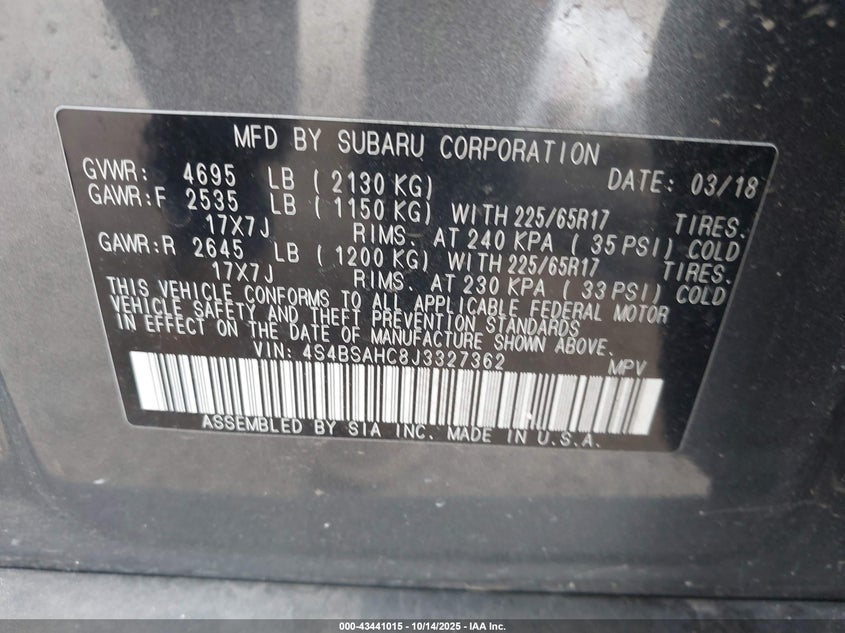 MFD BY SUBARU CORPORATION
GVWR: 4695 LB ( 2130 KG) DATE: 03/18
GAWR:F 2535 LB ( 1150 KG) WITH 225/65R17 TIRES.
17X7J RIMS. AT 240 KPA ( 35 PSI) COLD
GAWR:R 2645 LB ( 1200 KG) WITH 225/65R17 TIRES.
17X7J RIMS. AT 230 KPA ( 33 PSI) COLD
THIS VEHICLE CONFORMS TO ALL APPLICABLE FEDERAL MOTOR
VEHICLE SAFETY AND THEFT PREVENTION STANDARDS
IN EFFECT ON THE DATE OF MANUFACTURE SHOWN ABOVE.
VIN: 4S4BSAHC8J3327362 MPV
ASSEMBLED BY SIA INC. MADE IN U.S.A.
000-43441015 - 10/14/2025 - IAA Inc.